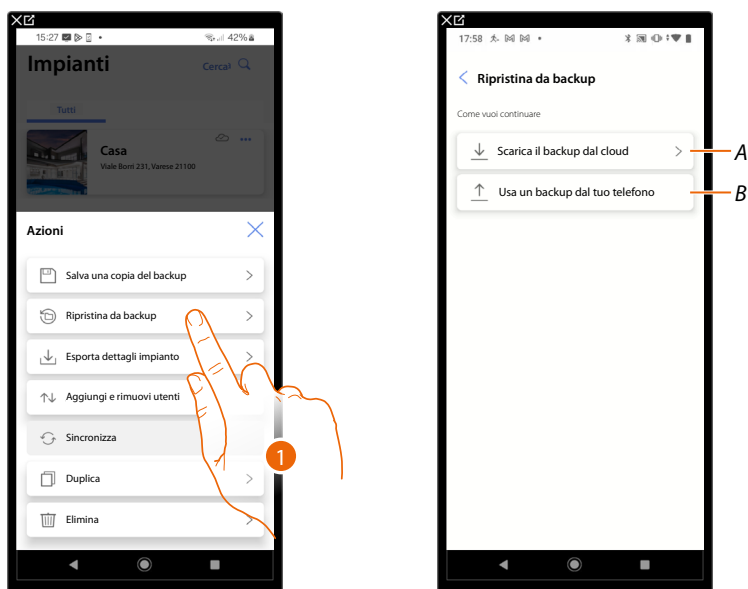 15:27
42%
Impianti
Cerca!
Tutti
Casa
Viale Borri 231, Varese 21100
Azioni
Salva una copia del backup
Ripristina da backup
Esporta dettagli impianto
Aggiungi e rimuovi utenti
Sincronizza
Duplica
Elimina
1
17:58
Ripristina da backup
Come vuoi continuare
Scarica il backup dal cloud
A
Usa un backup dal tuo telefono
B